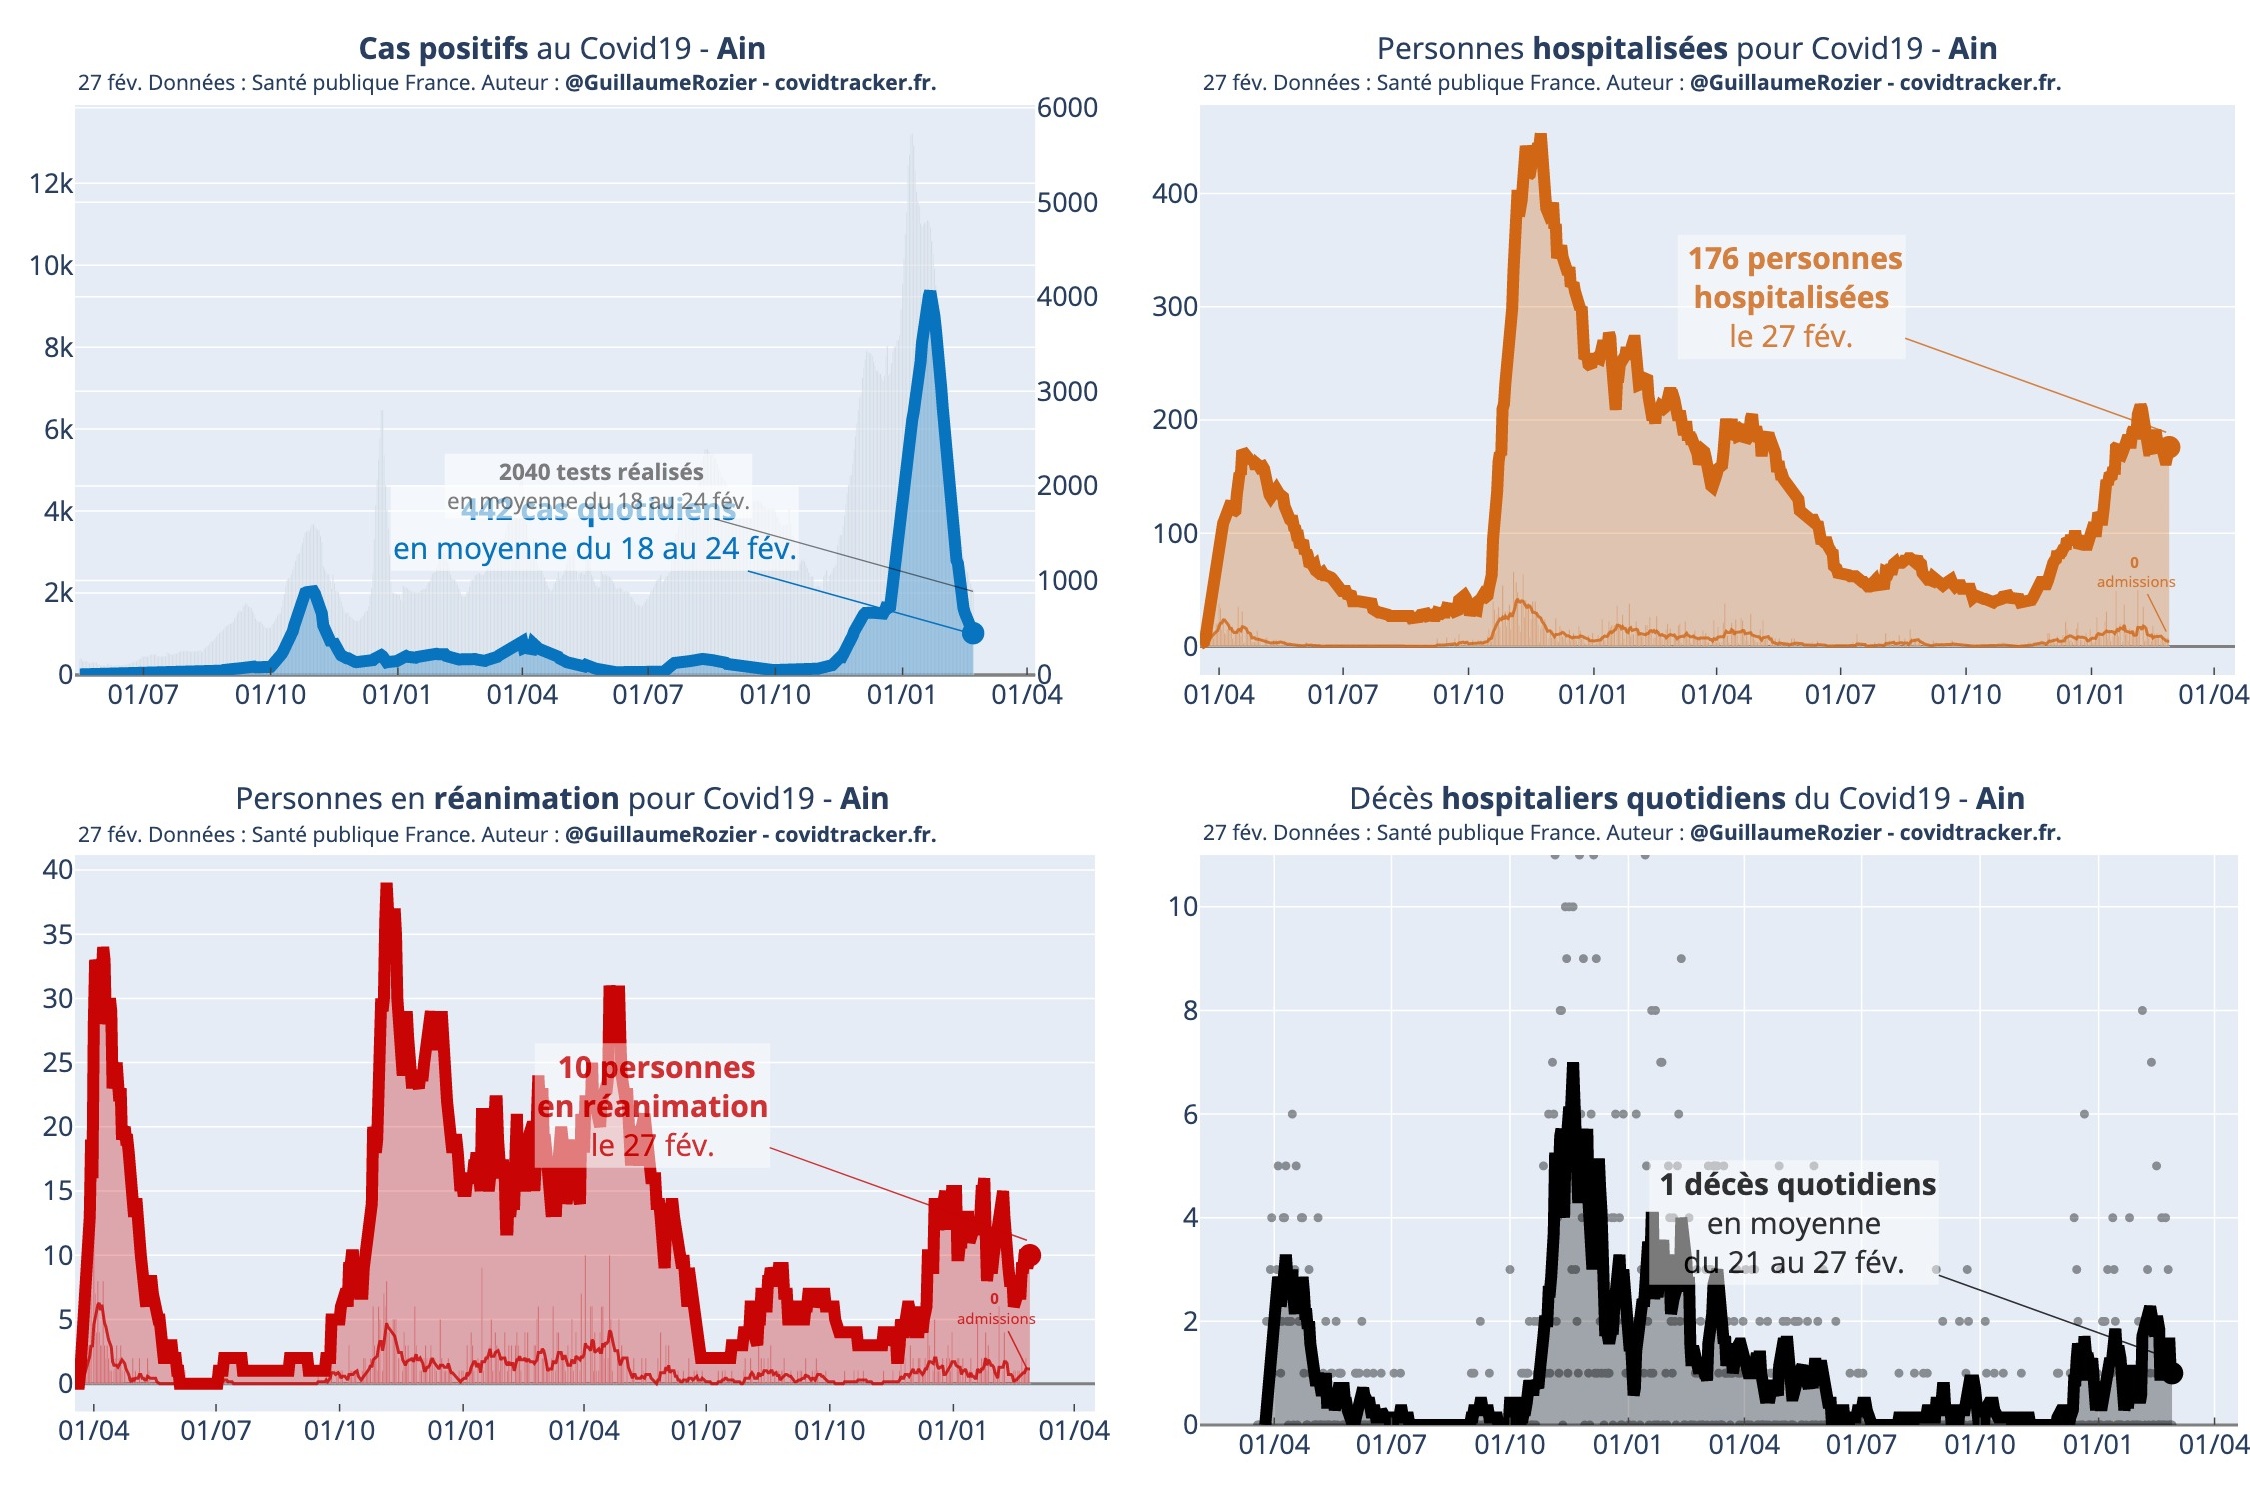 Cas positifs au Covid19 - Ain
27 fév. Données : Santé publique France. Auteur : @GuillaumeRozier - covidtracker.fr.
6000
12k
5000
10k
4000
8k
3000
6k
2000 tests réalisés
en moyenne du 18 au 24 fév.
2000
4k
442 cas quotidiens
en moyenne du 18 au 24 fév.
1000
2k
0
0
01/07 01/10 01/01 01/04 01/07 01/10 01/01 01/04
Personnes hospitalisées pour Covid19 - Ain
27 fév. Données : Santé publique France. Auteur : @GuillaumeRozier - covidtracker.fr.
400
176 personnes
hospitalisées
le 27 fév.
300
200
100
0
admissions
0
01/04 01/07 01/10 01/01 01/04 01/07 01/10 01/01 01/04
Personnes en réanimation pour Covid19 - Ain
27 fév. Données : Santé publique France. Auteur : @GuillaumeRozier - covidtracker.fr.
40
35
30
25
10 personnes
en réanimation
le 27 fév.
20
15
10
0
admissions
5
0
01/04 01/07 01/10 01/01 01/04 01/07 01/10 01/01 01/04
Décès hospitaliers quotidiens du Covid19 - Ain
27 fév. Données : Santé publique France. Auteur : @GuillaumeRozier - covidtracker.fr.
10
8
6
1 décès quotidiens
en moyenne
du 21 au 27 fév.
4
2
0
01/04 01/07 01/10 01/01 01/04 01/07 01/10 01/01 01/04